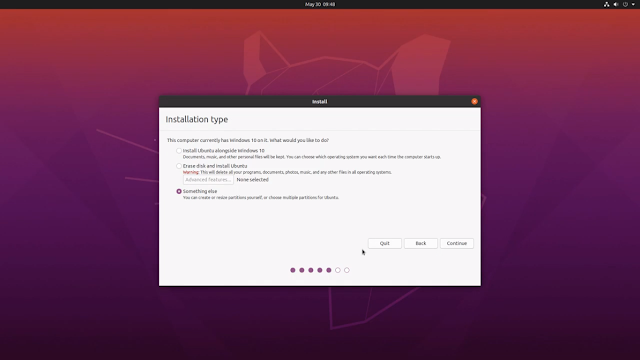 May 30  09:48
Install
Installation type
This computer currently has Windows 10 on it. What would you like to do?
Install Ubuntu alongside Windows 10
Documents, music, and other personal files will be kept. You can choose which operating system you want each time the computer starts up.
Erase disk and install Ubuntu
Warning: This will delete all your programs, documents, photos, music, and any other files in all operating systems.
Advanced Features... None selected
Something else
You can create or resize partitions yourself, or choose multiple partitions for Ubuntu.
Quit Back Continue